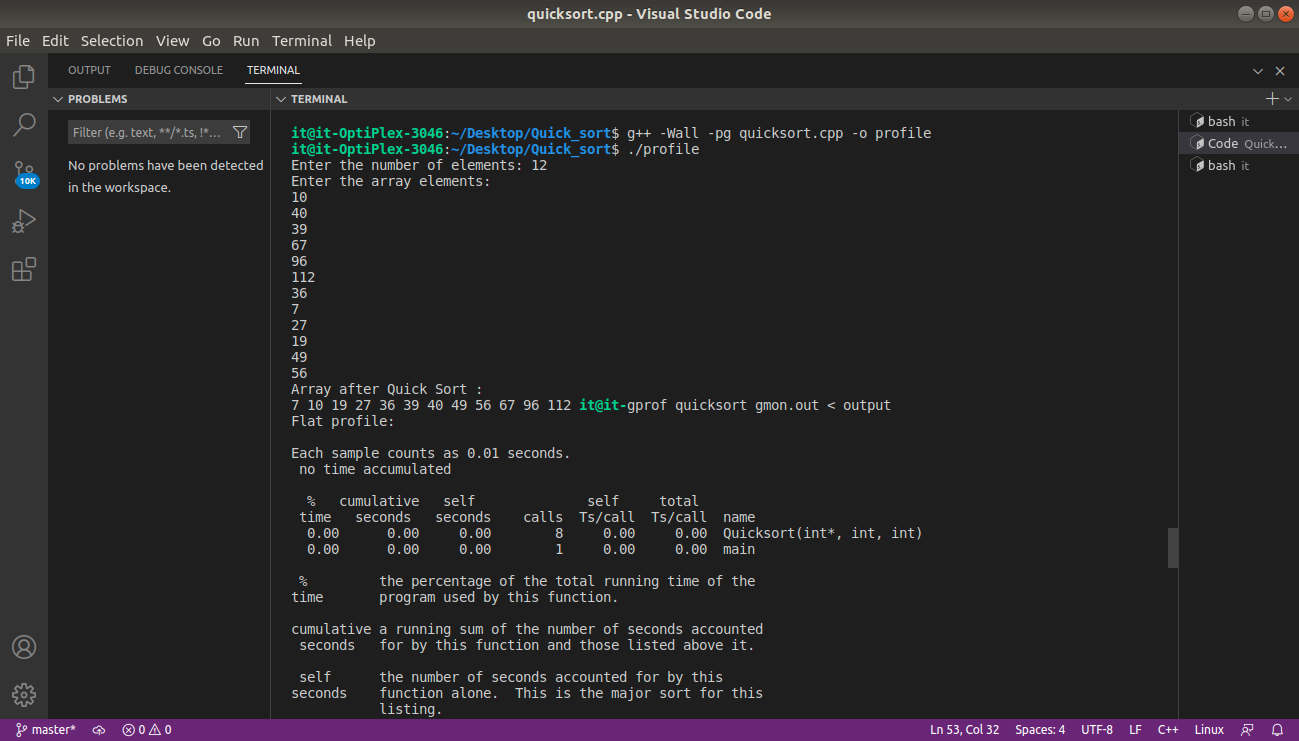 quicksort.cpp - Visual Studio Code
File Edit Selection View Go Run Terminal Help
OUTPUT DEBUG CONSOLE TERMINAL
PROBLEMS
Filter (e.g. text, **/*.ts, !*...
No problems have been detected
in the workspace.
10K
TERMINAL
it@it-OptiPlex-3046:~/Desktop/Quick_sort$ g++ -Wall -pg quicksort.cpp -o profile
it@it-OptiPlex-3046:~/Desktop/Quick_sort$ ./profile
Enter the number of elements: 12
Enter the array elements:
10
40
39
67
96
112
36
7
27
19
49
56
Array after Quick Sort :
7 10 19 27 36 39 40 49 56 67 96 112 it@it-gprof quicksort gmon.out < output
Flat profile:
Each sample counts as 0.01 seconds.
no time accumulated
% cumulative self self total
time seconds seconds calls Ts/call Ts/call name
0.00 0.00 0.00 8 0.00 0.00 Quicksort(int*, int, int)
0.00 0.00 0.00 1 0.00 0.00 main
% the percentage of the total running time of the
time program used by this function.
cumulative a running sum of the number of seconds accounted
seconds for by this function and those listed above it.
self the number of seconds accounted for by this
seconds function alone. This is the major sort for this
listing.
bash it
Code Quick...
bash it
master* 0 0 Ln 53, Col 32 Spaces: 4 UTF-8 LF C++ Linux